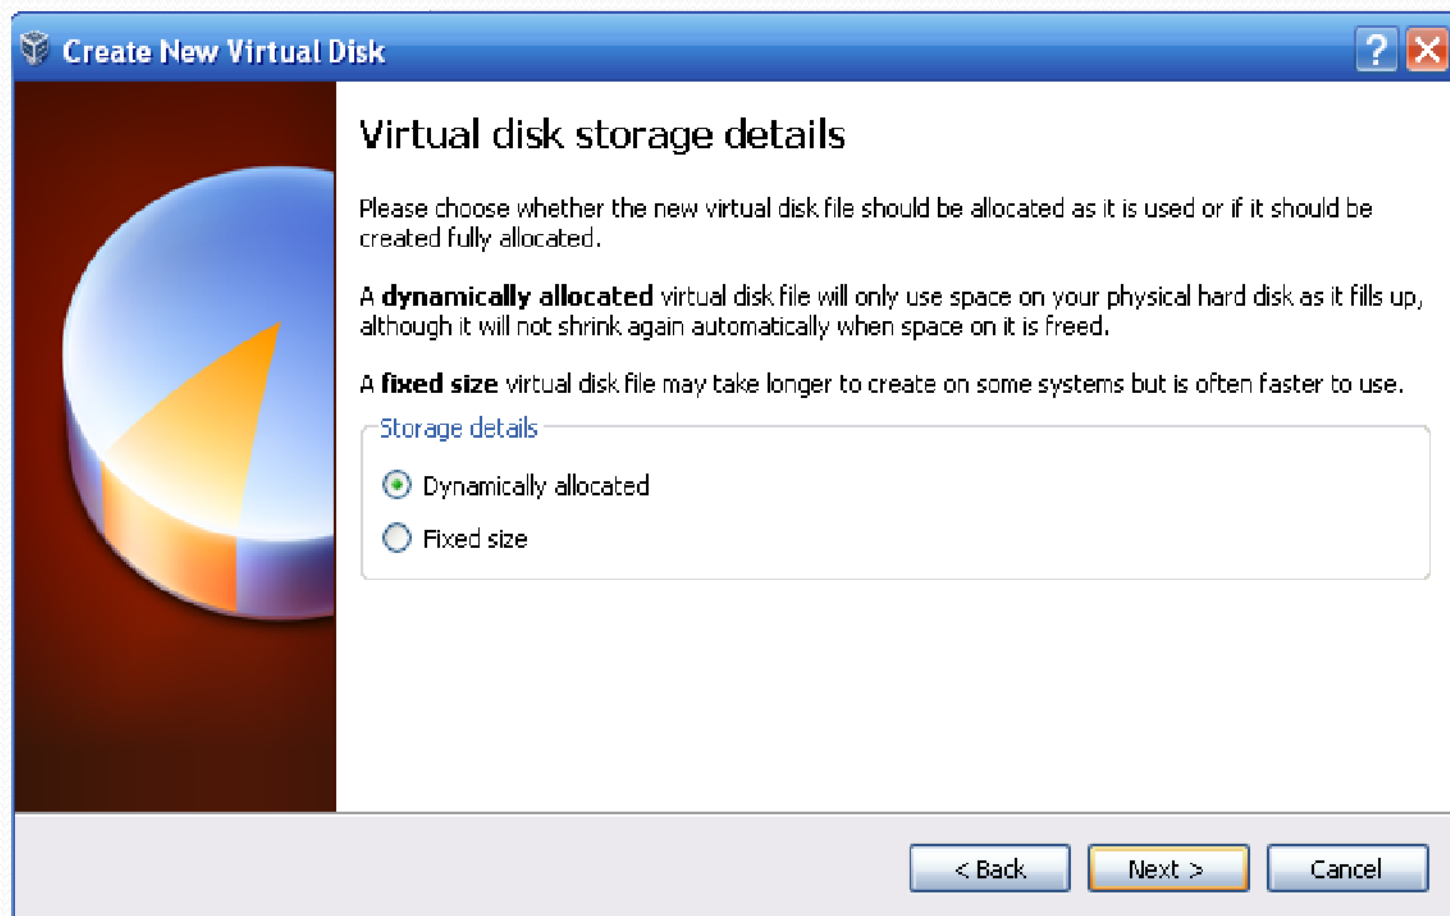 Create New Virtual Disk
?
Virtual disk storage details
Please choose whether the new virtual disk file should be allocated as it is used or if it should be
created fully allocated.
A dynamically allocated virtual disk file will only use space on your physical hard disk as it fills up,
although it will not shrink again automatically when space on it is freed.
A fixed size virtual disk file may take longer to create on some systems but is often faster to use.
Storage details
Dynamically allocated
Fixed size
< Back
Next >
Cancel